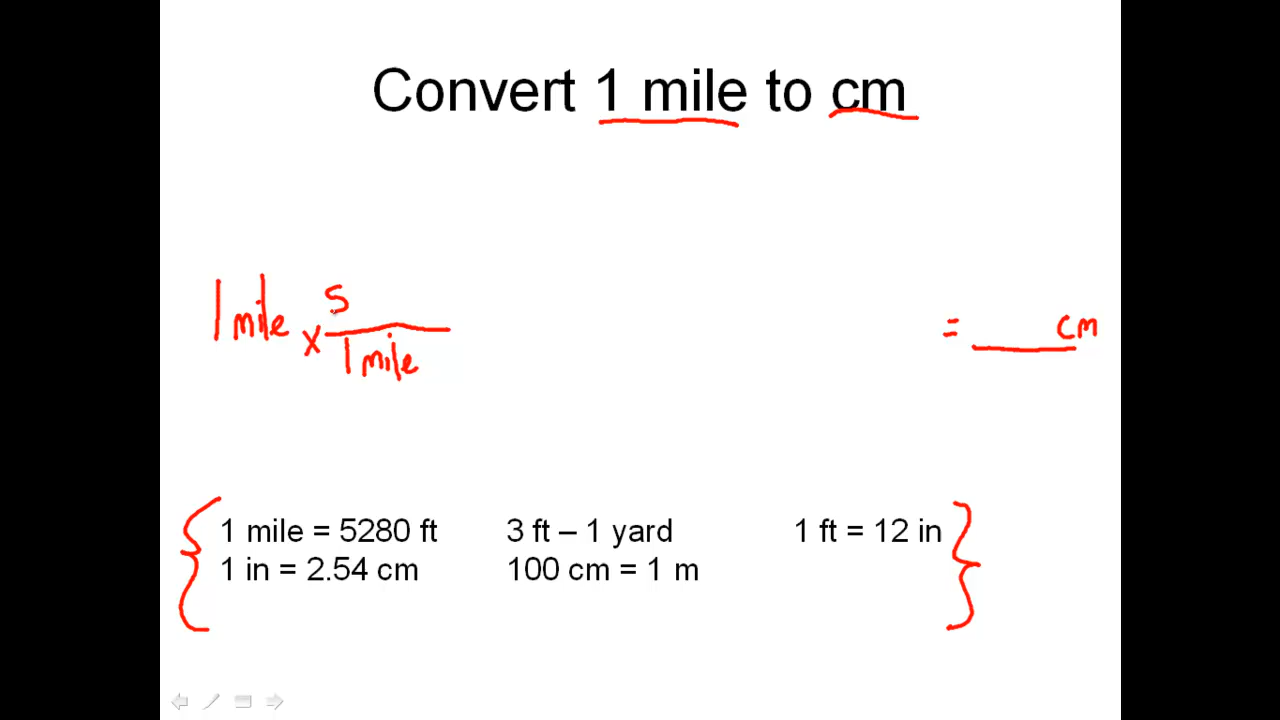 Convert 1 mile to cm
1 mile x 5 / 1 mile = ____ cm
1 mile = 5280 ft 3 ft – 1 yard 1 ft = 12 in
1 in = 2.54 cm 100 cm = 1 m